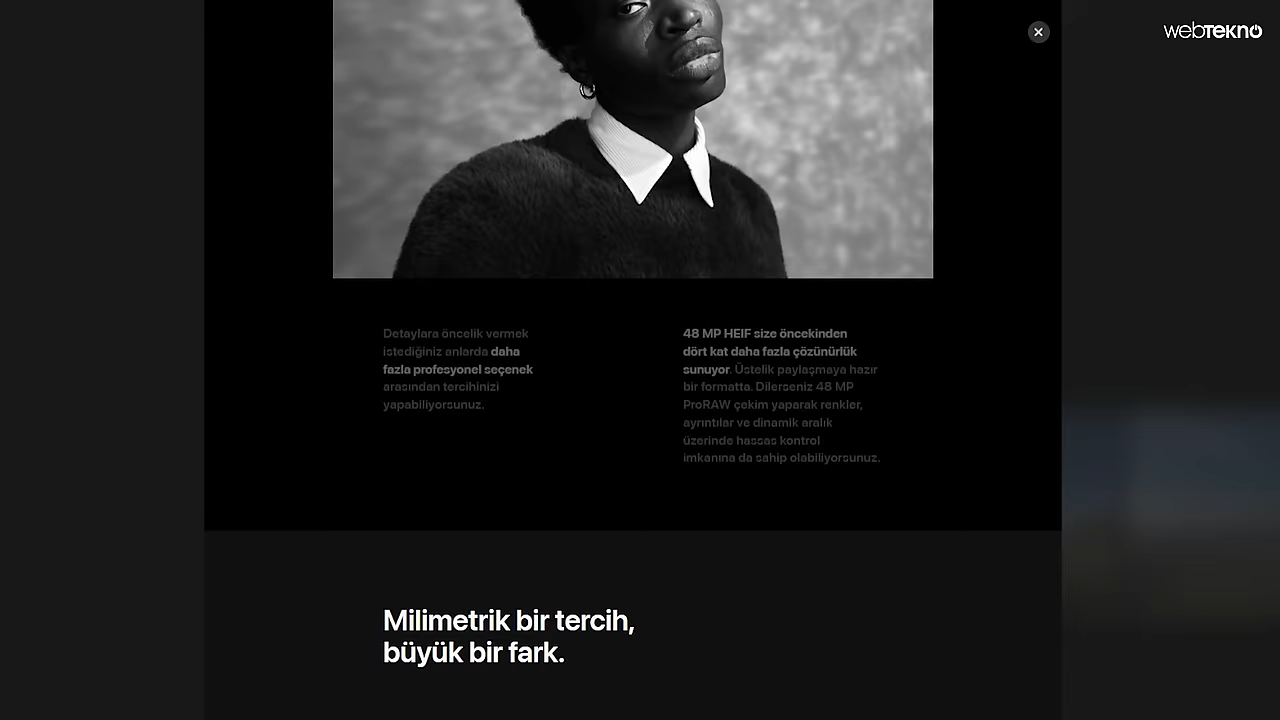 webtekno
Detaylara öncelik vermek
istediğiniz anlarda daha
fazla profesyonel seçenek
arasından tercihinizi
yapabiliyorsunuz.
48 MP HEIF size öncekinden
dört kat daha fazla çözünürlük
sunuyor. Üstelik paylaşmaya hazır
bir formatta. Dilerseniz 48 MP
ProRAW çekim yaparak renkler,
ayrıntılar ve dinamik aralık
üzerinde hassas kontrol
imkanına da sahip olabiliyorsunuz.
Milimetrik bir tercih,
büyük bir fark.